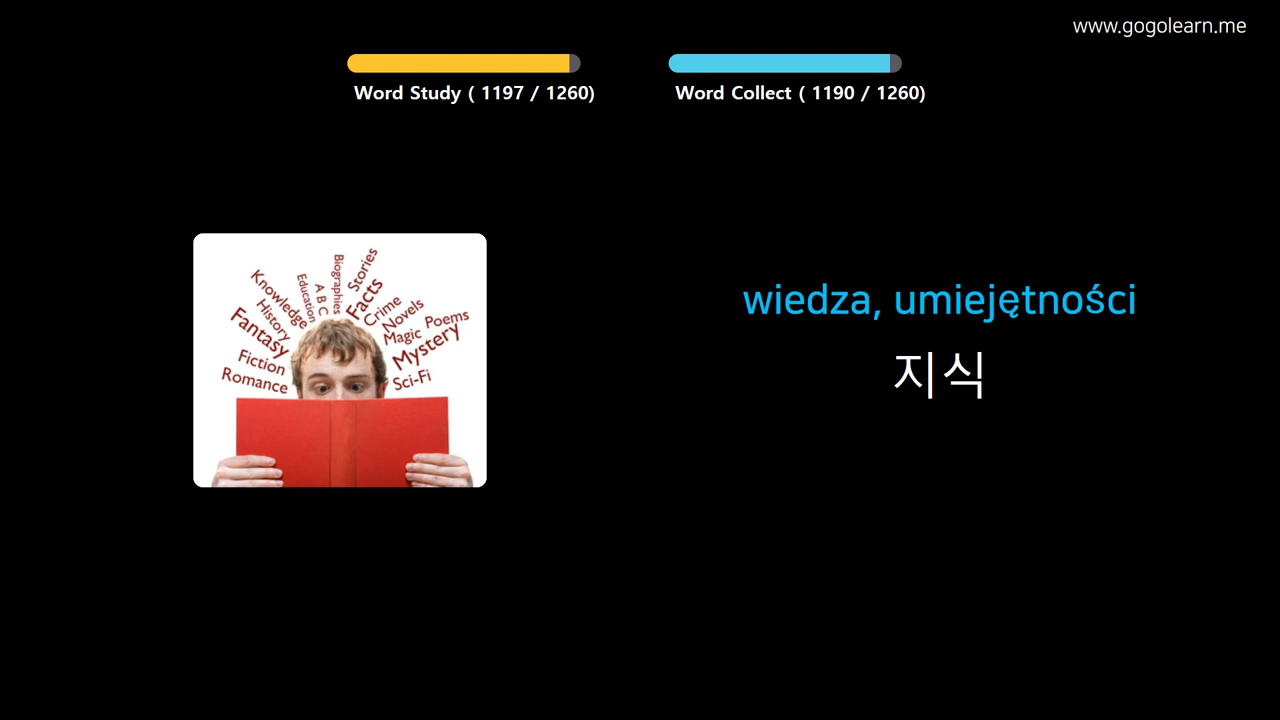 www.gogolearn.me
Word Study ( 1197 / 1260)
Word Collect ( 1190 / 1260)
wiedza, umiejętności
지식
Knowledge
History
Fantasy
Fiction
Romance
Education
A B C
Biographies
Stories
Facts
Crime
Novels
Magic
Poems
Mystery
Sci-Fi